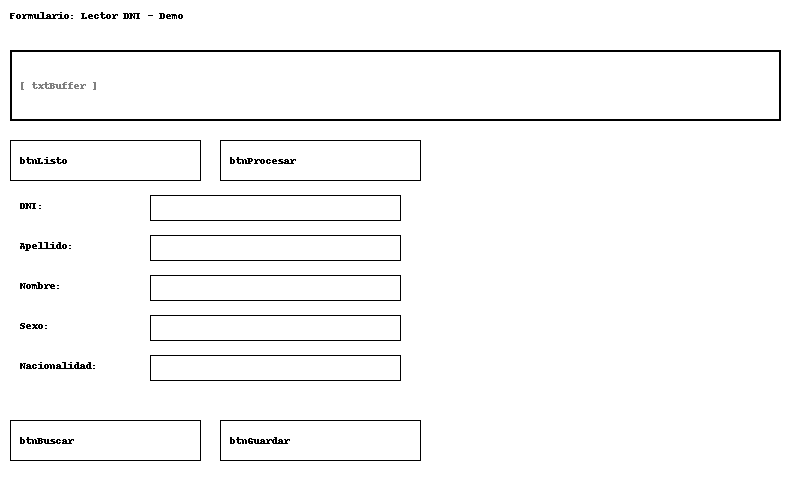 Formulario: Lector DNI - Demo
[ txtBuffer ]
btnListo btnProcesar
DNI:
Apellido:
Nombre:
Sexo:
Nacionalidad:
btnBuscar btnGuardar